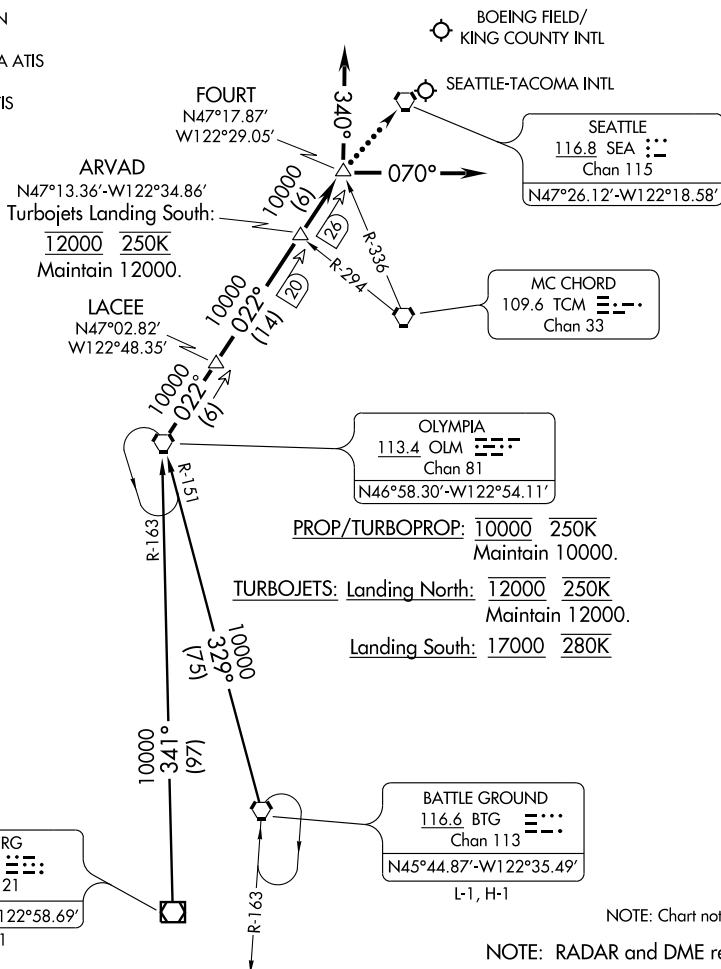 N
BOEING FIELD/
KING COUNTY INTL
A ATIS
SEATTLE-TACOMA INTL
TIS
FOURT
N47°17.87'
W122°29.05'
340°
SEATTLE
116.8 SEA
Chan 115
N47°26.12'-W122°18.58'
070°
ARVAD
N47°13.36'-W122°34.86'
Turbojets Landing South:
12000 250K
Maintain 12000.
10000
(6)
26
R-336
R-294
20
MC CHORD
109.6 TCM
Chan 33
LACEE
N47°02.82'
W122°48.35'
10000
022°
(14)
10000
022°
(6)
OLYMPIA
113.4 OLM
Chan 81
N46°58.30'-W122°54.11'
R-151
R-163
PROP/TURBOPROP: 10000 250K
Maintain 10000.
TURBOJETS: Landing North: 12000 250K
Maintain 12000.
Landing South: 17000 280K
10000
329°
(75)
10000
341°
(97)
BATTLE GROUND
116.6 BTG
Chan 113
N45°44.87'-W122°35.49'
L-1, H-1
R-163
RG
21
122°58.69'
1
NOTE: Chart not
NOTE: RADAR and DME re